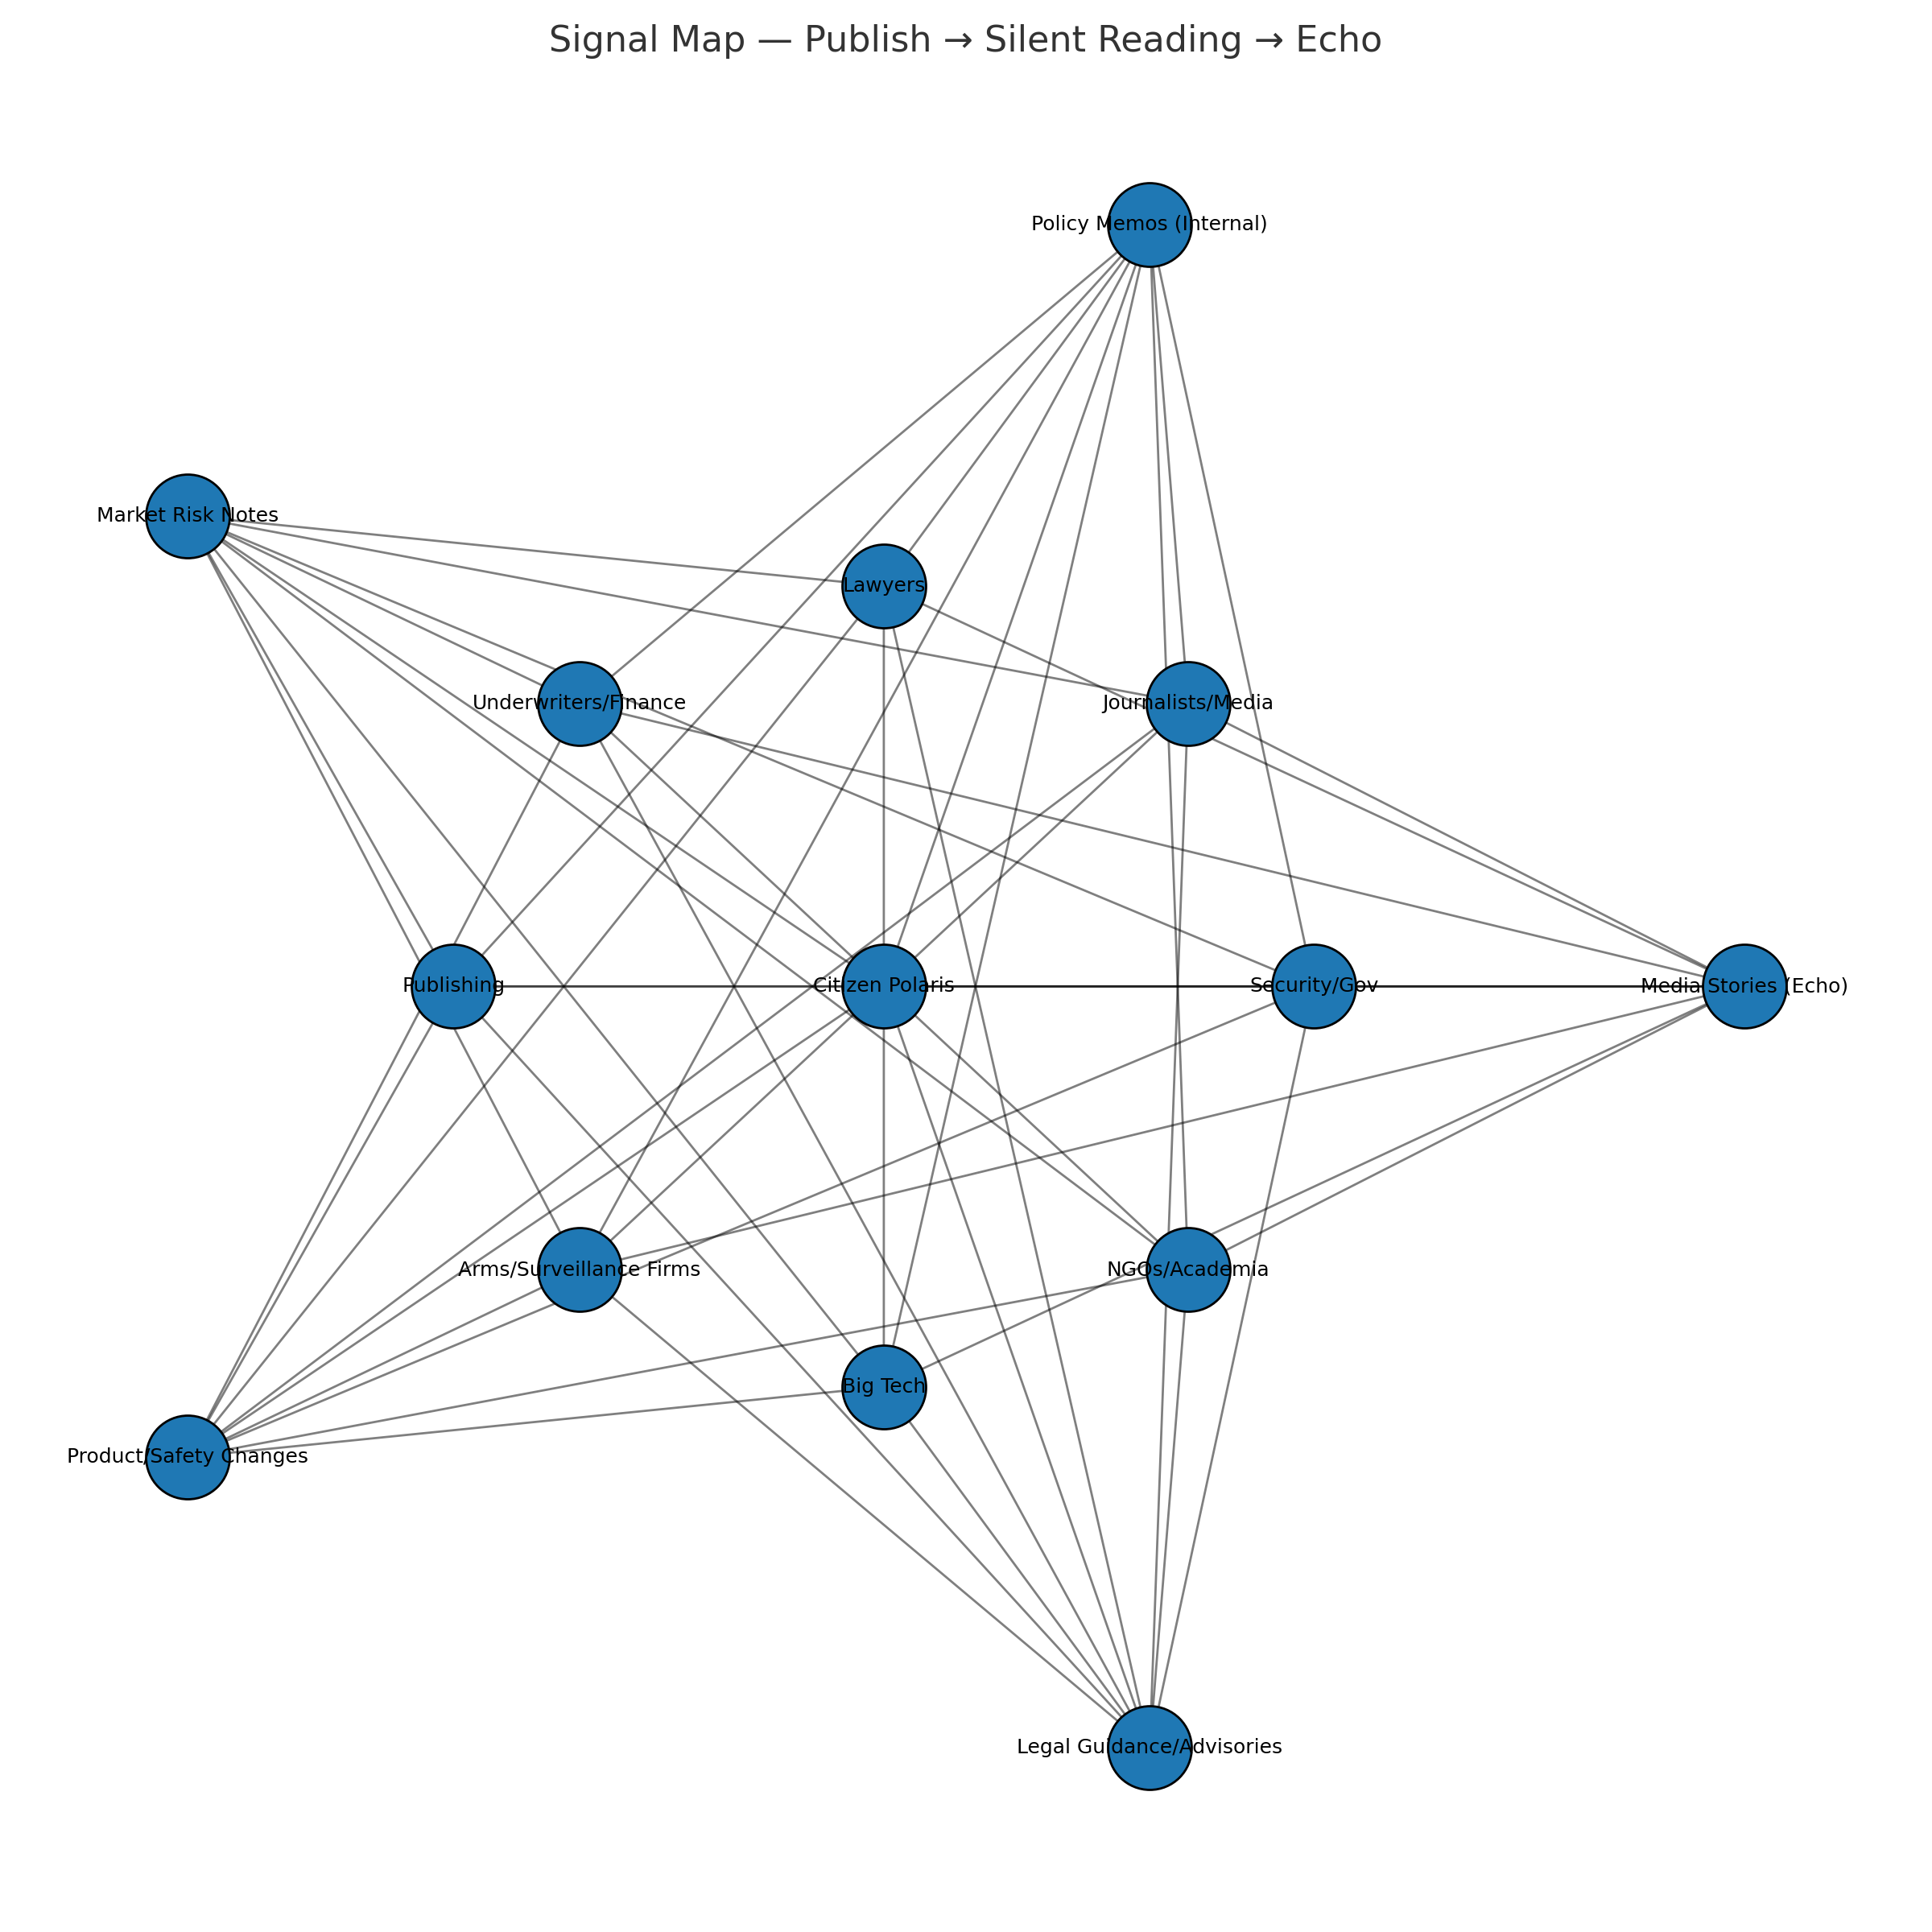 Signal Map — Publish → Silent Reading → Echo
Policy Memos (Internal)
Market Risk Notes
Lawyers
Underwriters/Finance
Journalists/Media
Publishing
Citizen Polaris
Security/Gov
Media Stories (Echo)
Arms/Surveillance Firms
NGOs/Academia
Big Tech
Product/Safety Changes
Legal Guidance/Advisories